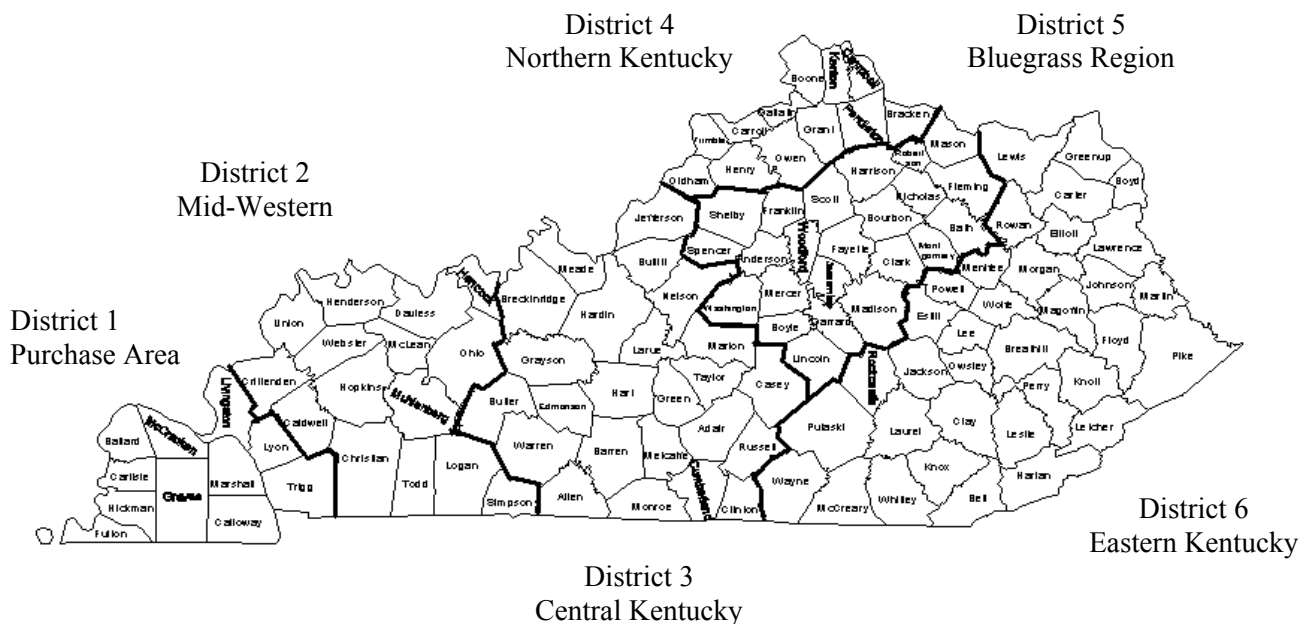 District 4
Northern Kentucky
District 5
Bluegrass Region
District 2
Mid-Western
District 1
Purchase Area
District 6
Eastern Kentucky
District 3
Central Kentucky
Boone
Kenton
Campbell
Gallatin
Carroll
Trimble
Grant
Pendleton
Bracken
Owen
Henry
Oldham
Mason
Robert
son
Lewis
Greenup
Boyd
Carter
Harrison
Fleming
Nicholas
Rowan
Elliott
Lawrence
Jefferson
Shelby
Franklin
Scott
Bourbon
Bath
Woodford
Fayette
Mont
gomery
Clark
Menifee
Morgan
Johnson
Martin
Spencer
Anderson
Bullitt
Meade
Hancock
Breckinridge
Nelson
Mercer
Jessamine
Madison
Powell
Wolfe
Magoffin
Floyd
Pike
Henderson
Daviess
Union
Hardin
Washington
Boyle
Garrard
Estill
Lee
Breathitt
Webster
McLean
Ohio
Grayson
Larue
Marion
Lincoln
Rockcastle
Jackson
Owsley
Perry
Knott
Livingston
Crittenden
Hopkins
Muhlenberg
Butler
Edmonson
Hart
Taylor
Green
Casey
Pulaski
Laurel
Clay
Leslie
Letcher
Ballard
McCracken
Lyon
Caldwell
Christian
Warren
Barren
Metcalfe
Adair
Russell
Wayne
Knox
Harlan
Carlisle
Graves
Marshall
Trigg
Todd
Logan
Simpson
Allen
Monroe
Cumberland
Clinton
McCreary
Whitley
Bell
Hickman
Calloway
Fulton